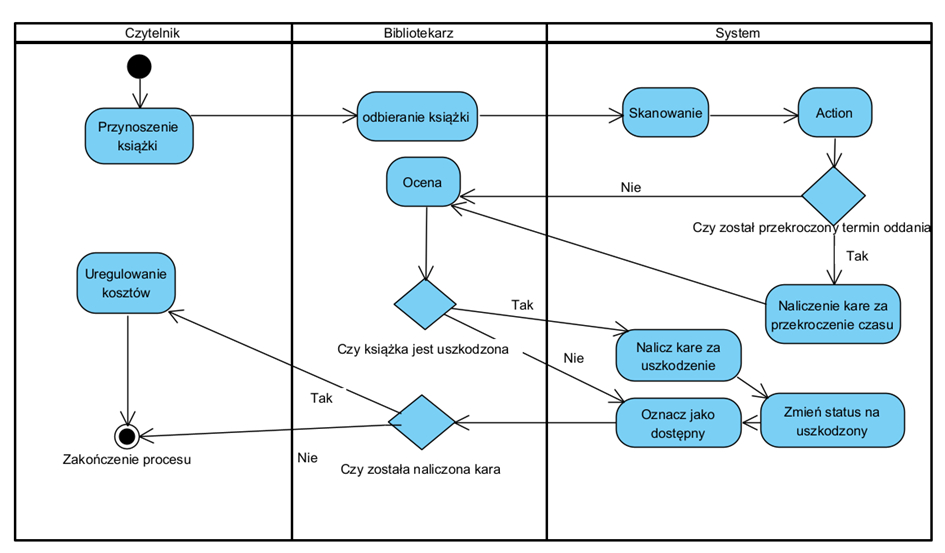 Czytelnik
Bibliotekarz
System
Przynoszenie
książki
odbieranie książki
Skanowanie
Action
Ocena
Nie
Czy został przekroczony termin oddania
Tak
Uregulowanie
kosztów
Naliczenie kare za
przekroczenie czasu
Tak
Czy książka jest uszkodzona
Nie
Nalicz kare za
uszkodzenie
Tak
Oznacz jako
dostępny
Zmień status na
uszkodzony
Zakończenie procesu
Nie
Czy została naliczona kara